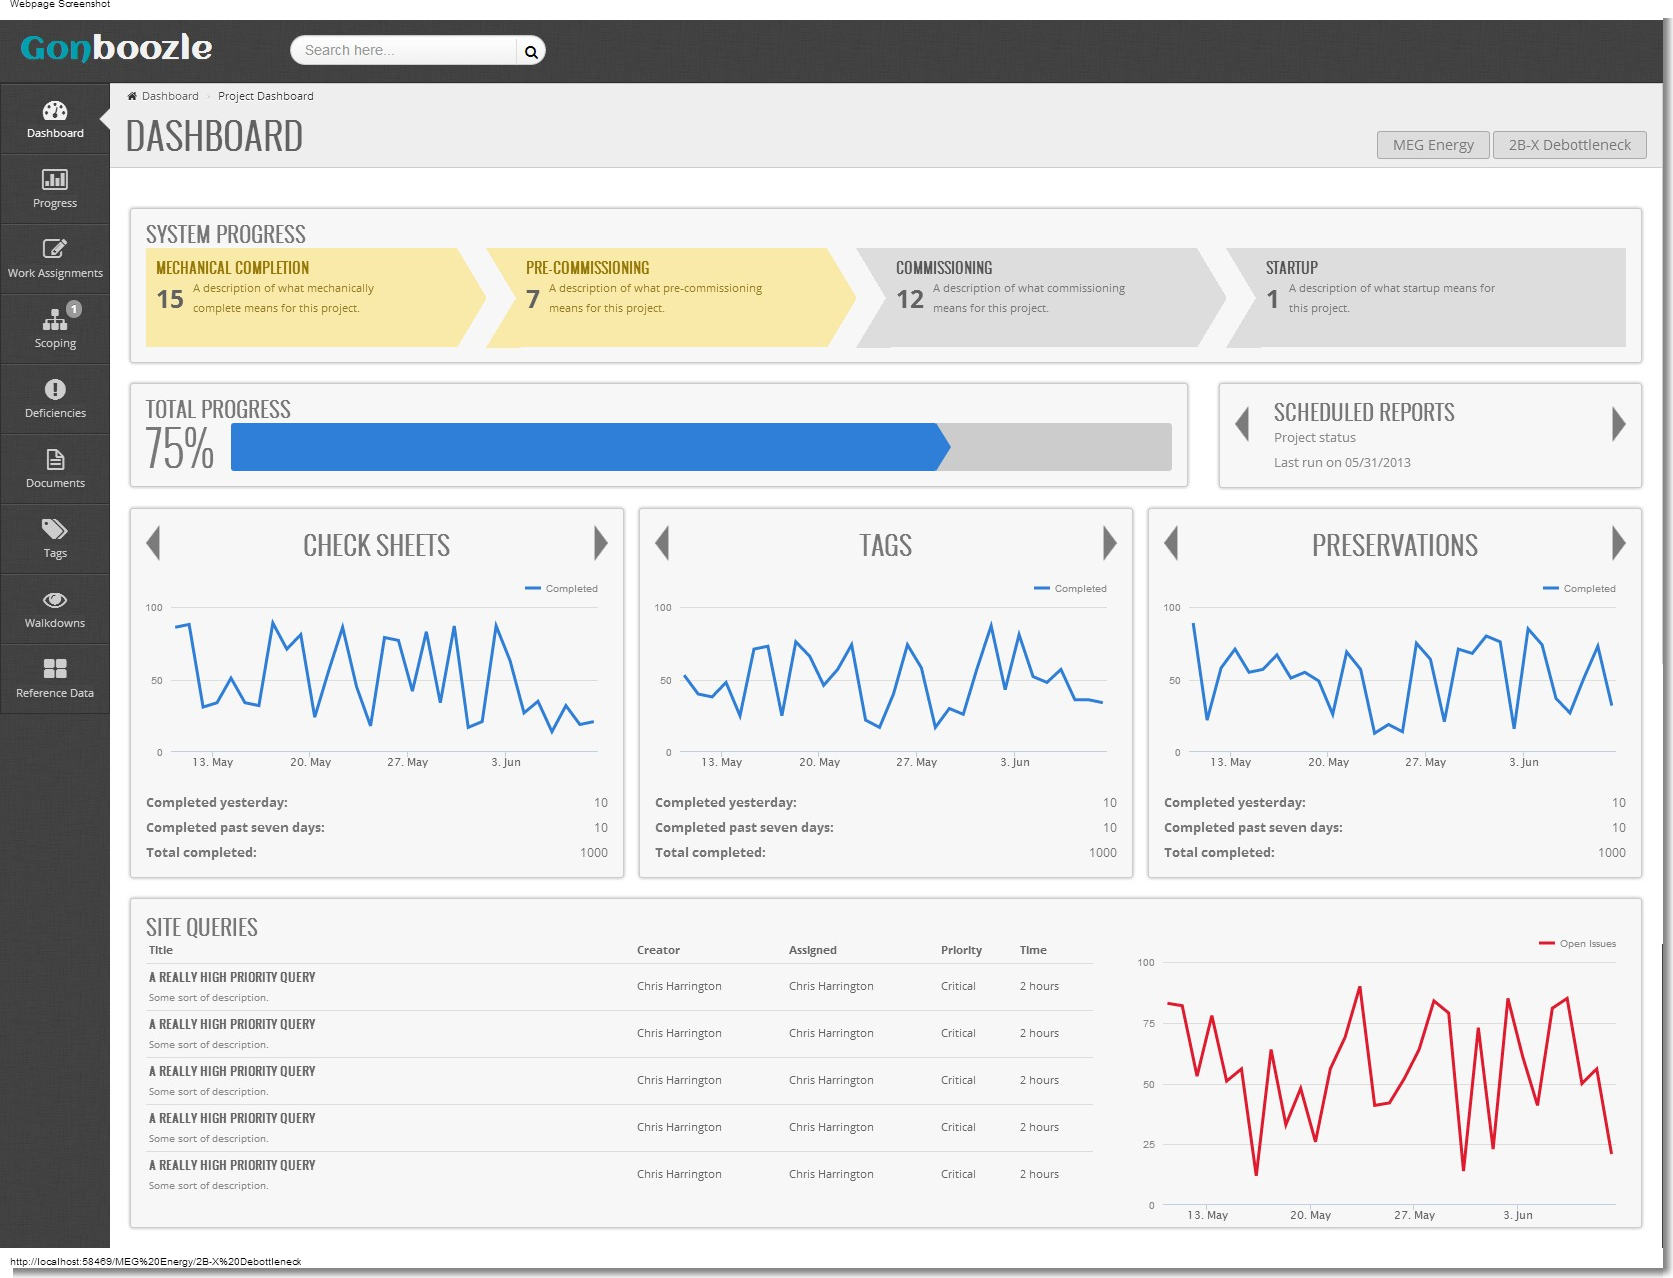 Webpage Screenshot
Gonboozle
Search here...
Dashboard
Progress
Work Assignments
1
Scoping
Deficiencies
Documents
Tags
Walkdowns
Reference Data
Dashboard Project Dashboard
DASHBOARD
MEG Energy
2B-X Debottleneck
SYSTEM PROGRESS
MECHANICAL COMPLETION
15
A description of what mechanically
complete means for this project.
PRE-COMMISSIONING
7
A description of what pre-commissioning
means for this project.
COMMISSIONING
12
A description of what commissioning
means for this project.
STARTUP
1
A description of what startup means for
this project.
TOTAL PROGRESS
75%
SCHEDULED REPORTS
Project status
Last run on 05/31/2013
CHECK SHEETS
Completed
100
50
0
13. May 20. May 27. May 3. Jun
Completed yesterday: 10
Completed past seven days: 10
Total completed: 1000
TAGS
Completed
100
50
0
13. May 20. May 27. May 3. Jun
Completed yesterday: 10
Completed past seven days: 10
Total completed: 1000
PRESERVATIONS
Completed
100
50
0
13. May 20. May 27. May 3. Jun
Completed yesterday: 10
Completed past seven days: 10
Total completed: 1000
SITE QUERIES
Title Creator Assigned Priority Time
A REALLY HIGH PRIORITY QUERY
Some sort of description.
Chris Harrington Chris Harrington Critical 2 hours
A REALLY HIGH PRIORITY QUERY
Some sort of description.
Chris Harrington Chris Harrington Critical 2 hours
A REALLY HIGH PRIORITY QUERY
Some sort of description.
Chris Harrington Chris Harrington Critical 2 hours
A REALLY HIGH PRIORITY QUERY
Some sort of description.
Chris Harrington Chris Harrington Critical 2 hours
A REALLY HIGH PRIORITY QUERY
Some sort of description.
Chris Harrington Chris Harrington Critical 2 hours
Open Issues
100
75
50
25
0
13. May 20. May 27. May 3. Jun
http://localhost:58469/MEG%20Energy/2B-X%20Debottleneck